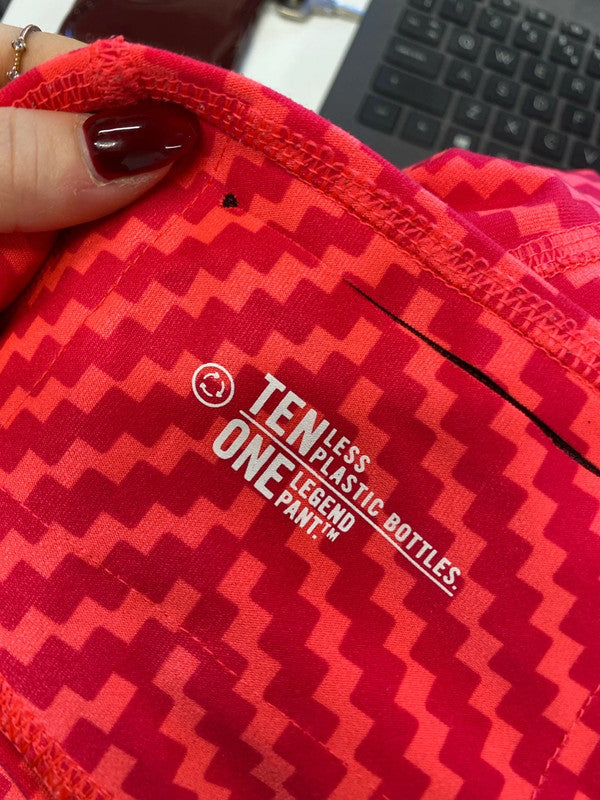 TEN LESS
PLASTIC BOTTLES.
ONE LEGEND
PANT.™